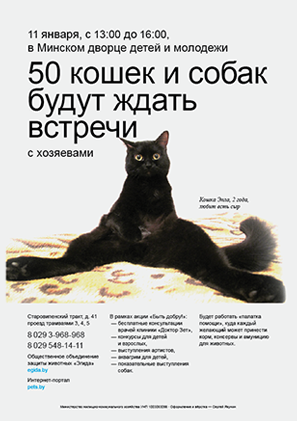 11 января, с 13:00 до 16:00,
в Минском дворце детей и молодежи
50 кошек и собак
будут ждать
встречи
с хозяевами
Кошка Энга, 2 года,
любит есть сыр
Старовиленский тракт, д. 41
проезд трамваями 3, 4, 5
8 029 3-968-968
8 029 548-14-11
Общественное объединение
защиты животных «Эгида»
egida.by
Интернет-портал
pets.by
В рамках акции «Быть добру!»:
— бесплатные консультации
врачей клиники «Доктор Зет»,
— конкурсы для детей
и взрослых,
— выступления артистов,
— аквагрим для детей,
— показательные выступления
собак.
Будет работать «палатка
помощи», куда каждый
желающий может принести
корм, консервы и амуницию
для животных.